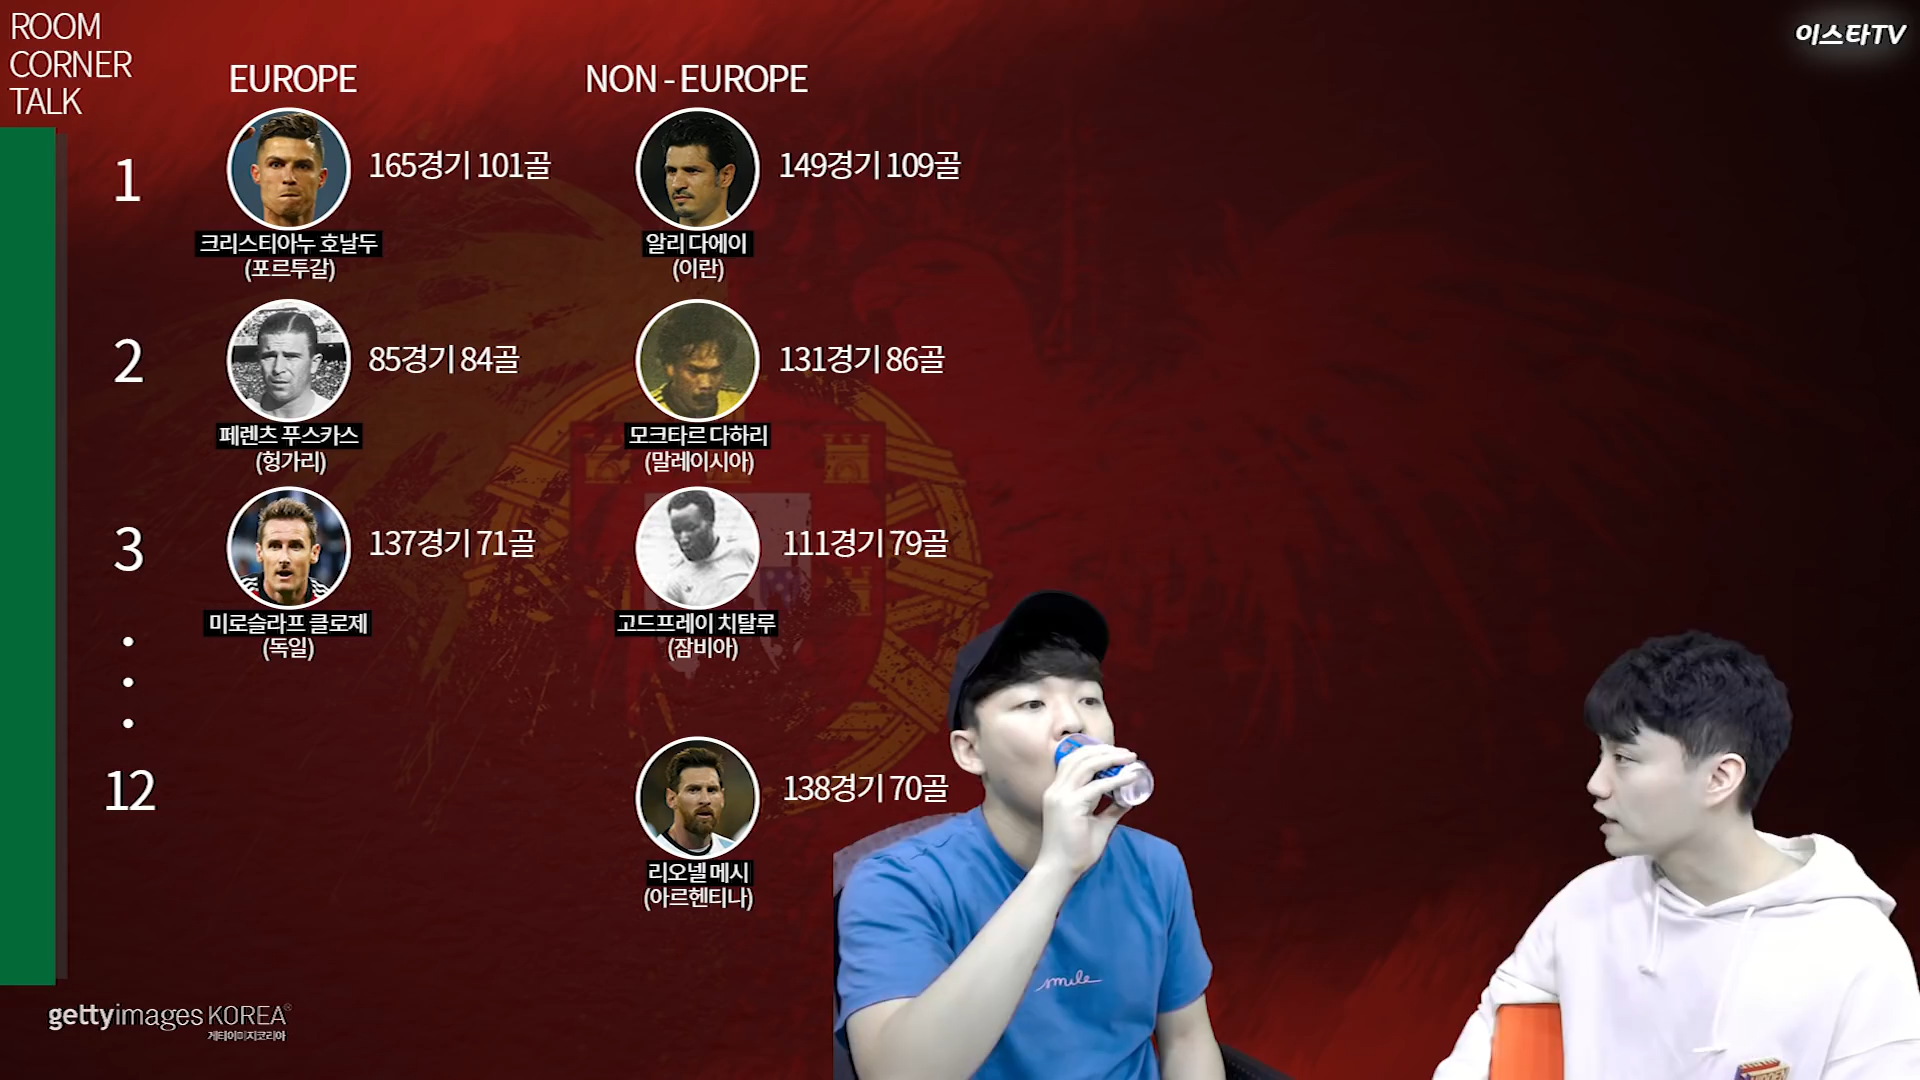 ROOM
CORNER
TALK
이스타TV
EUROPE
NON - EUROPE
1
165경기 101골
크리스티아누 호날두
(포르투갈)
149경기 109골
알리 다에이
(이란)
2
85경기 84골
페렌츠 푸스카스
(헝가리)
131경기 86골
모크타르 다하리
(말레이시아)
3
137경기 71골
미로슬라프 클로제
(독일)
111경기 79골
고드프레이 치탈루
(잠비아)
12
138경기 70골
리오넬 메시
(아르헨티나)
smile
gettyimages KOREA
게티이미지코리아